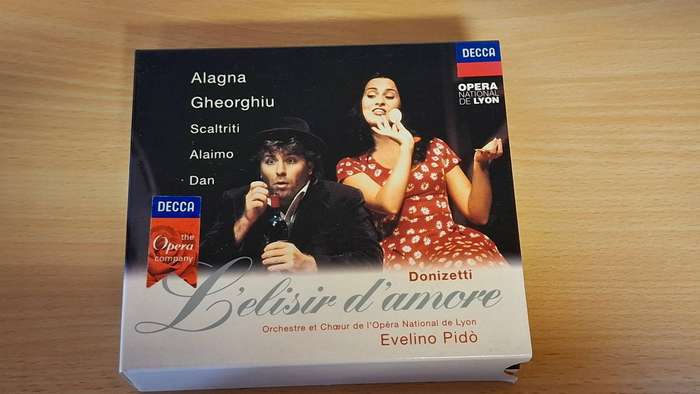 DECCA
OPERA
NATIONAL
DE LYON
Alagna
Gheorghiu
Scaltriti
Alaimo
Dan
DECCA
the
Opera
company
Donizetti
L'elisir d'amore
Orchestre et Chœur de l'Opéra National de Lyon
Evelino Pidò